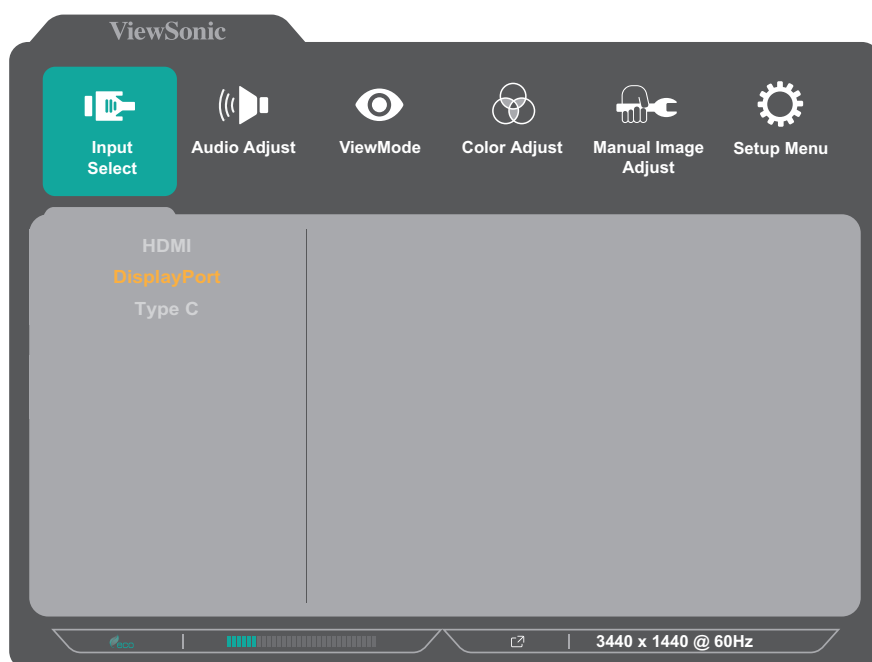 ViewSonic
Input
Select
Audio Adjust
ViewMode
Color Adjust
Manual Image
Adjust
Setup Menu
HDMI
DisplayPort
Type C
eco
3440 x 1440 @ 60Hz